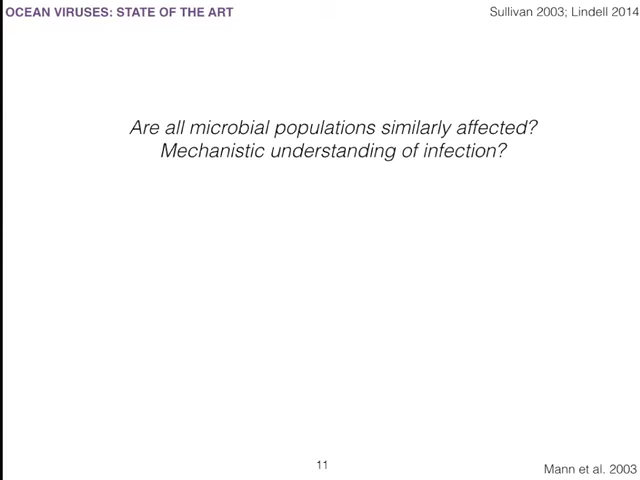 OCEAN VIRUSES: STATE OF THE ART
Sullivan 2003; Lindell 2014
Are all microbial populations similarly affected?
Mechanistic understanding of infection?
11
Mann et al. 2003